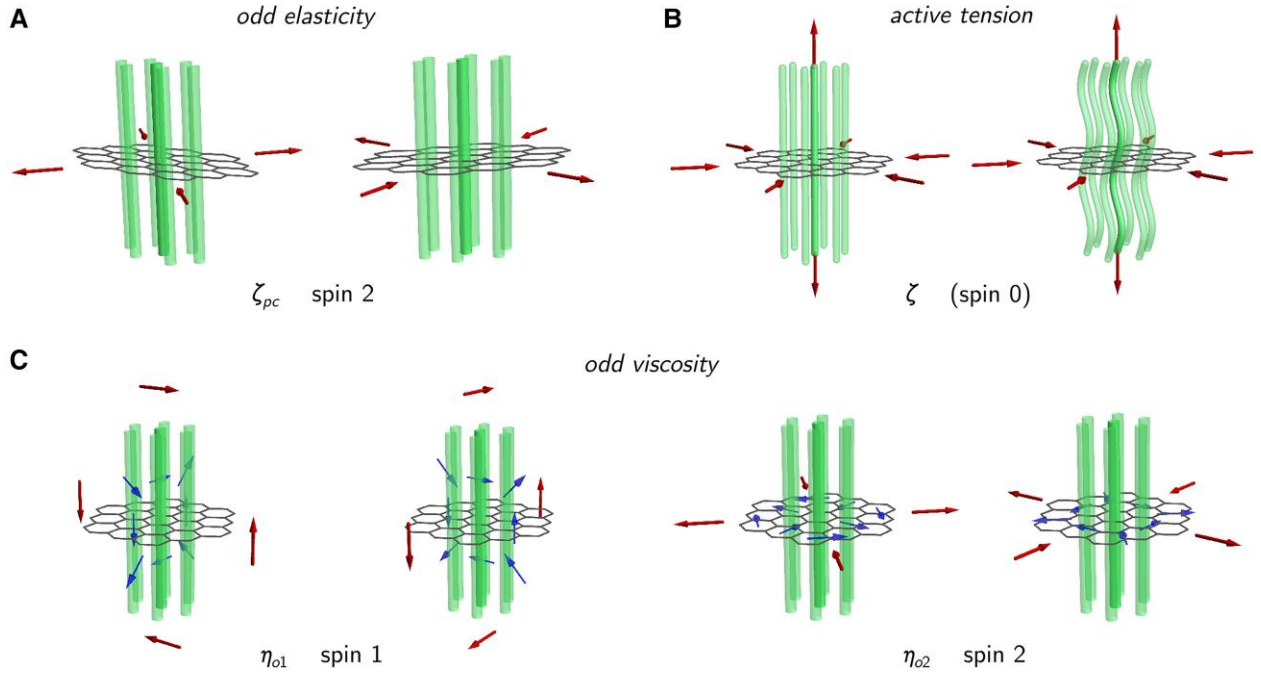 A
odd elasticity
B
active tension
ζpc spin 2
ζ (spin 0)
C
odd viscosity
ηo1 spin 1
ηo2 spin 2